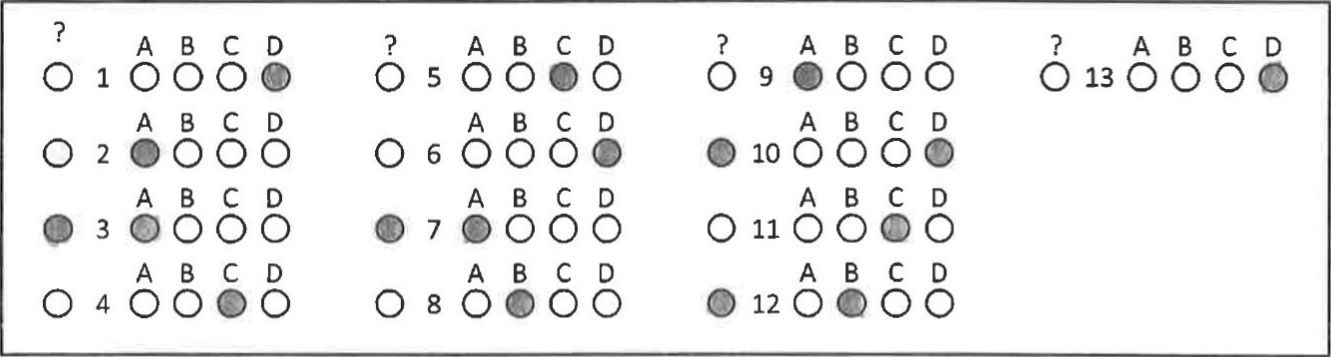 ? A B C D ? A B C D ? A B C D ? A B C D
1 5 9 13
A B C D A B C D A B C D
2 6 10
A B C D A B C D A B C D
3 7 11
A B C D A B C D A B C D
4 8 12